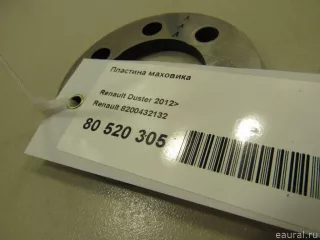 Пластина маховика
Renault Duster 2012>
Renault 8200432132
80 520 305
eaural.ru